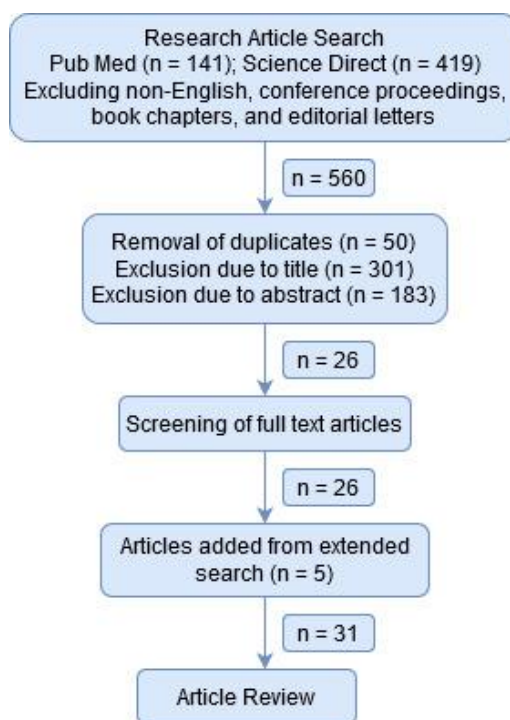 Research Article Search
Pub Med (n = 141); Science Direct (n = 419)
Excluding non-English, conference proceedings,
book chapters, and editorial letters
n = 560
Removal of duplicates (n = 50)
Exclusion due to title (n = 301)
Exclusion due to abstract (n = 183)
n = 26
Screening of full text articles
n = 26
Articles added from extended
search (n = 5)
n = 31
Article Review